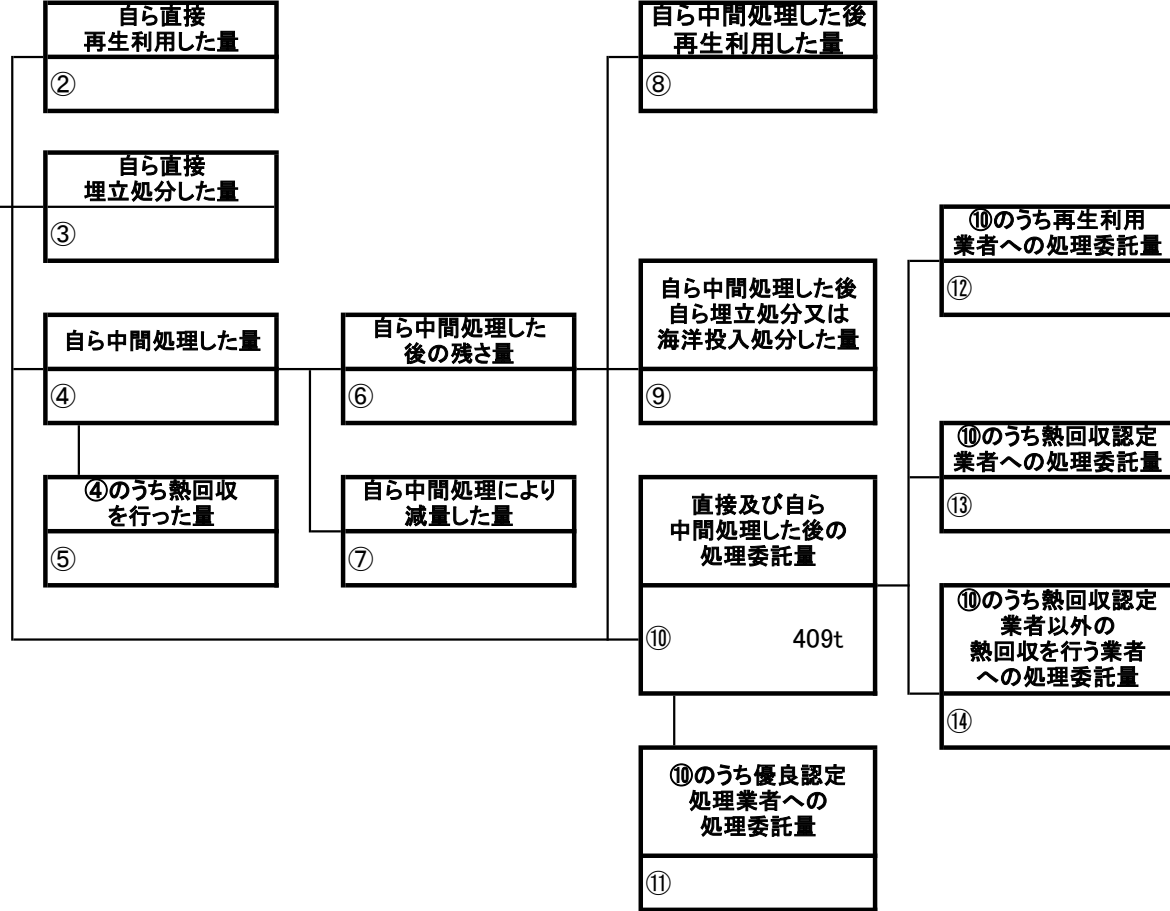 自ら直接
再生利用した量
②
自ら中間処理した後
再生利用した量
⑧
自ら直接
埋立処分した量
③
⑩のうち再生利用
業者への処理委託量
⑫
自ら中間処理した量
④
自ら中間処理した
後の残さ量
⑥
自ら中間処理した後
自ら埋立処分又は
海洋投入処分した量
⑨
⑩のうち熱回収認定
業者への処理委託量
⑬
④のうち熱回収
を行った量
⑤
自ら中間処理により
減量した量
⑦
直接及び自ら
中間処理した後の
処理委託量
⑩ 409t
⑩のうち熱回収認定
業者以外の
熱回収を行う業者
への処理委託量
⑭
⑩のうち優良認定
処理業者への
処理委託量
⑪